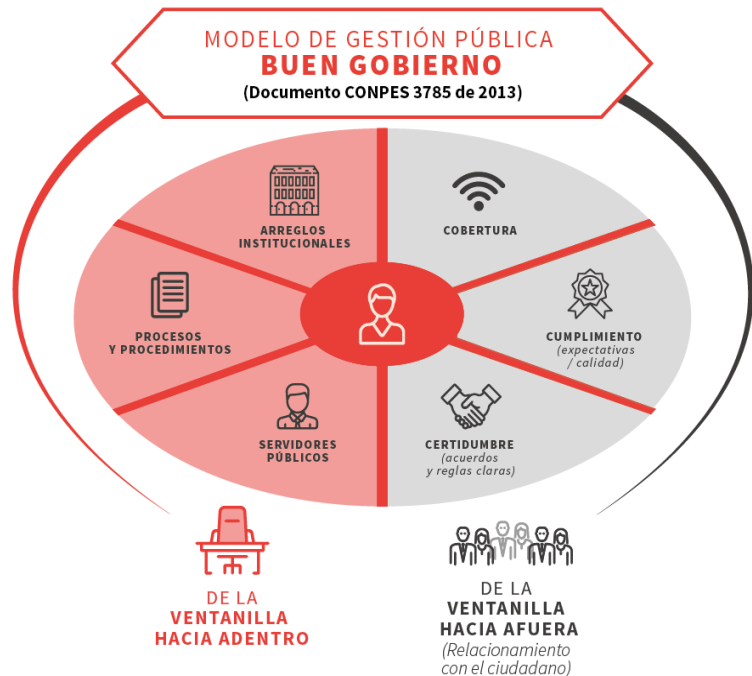 MODELO DE GESTIÓN PÚBLICA
BUEN GOBIERNO
(Documento CONPES 3785 de 2013)
ARREGLOS
INSTITUCIONALES
COBERTURA
PROCESOS
Y PROCEDIMIENTOS
CUMPLIMIENTO
(expectativas
/ calidad)
SERVIDORES
PÚBLICOS
CERTIDUMBRE
(acuerdos
y reglas claras)
DE LA
VENTANILLA
HACIA ADENTRO
DE LA
VENTANILLA
HACIA AFUERA
(Relacionamiento
con el ciudadano)